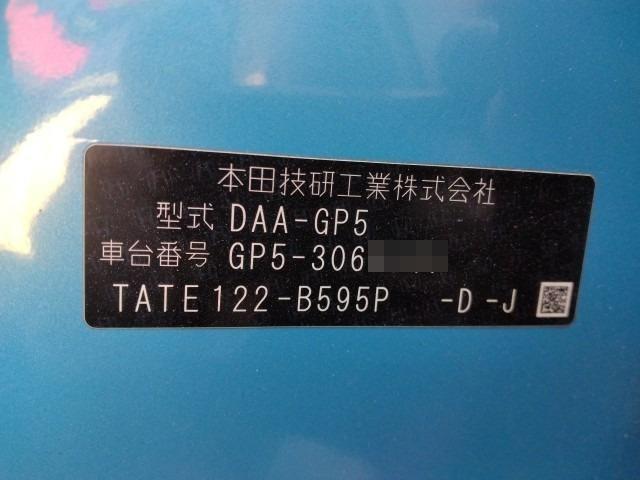 本田技研工業株式会社
型式 DAA-GP5
車台番号 GP5-306
TATE122-B595P -D-J